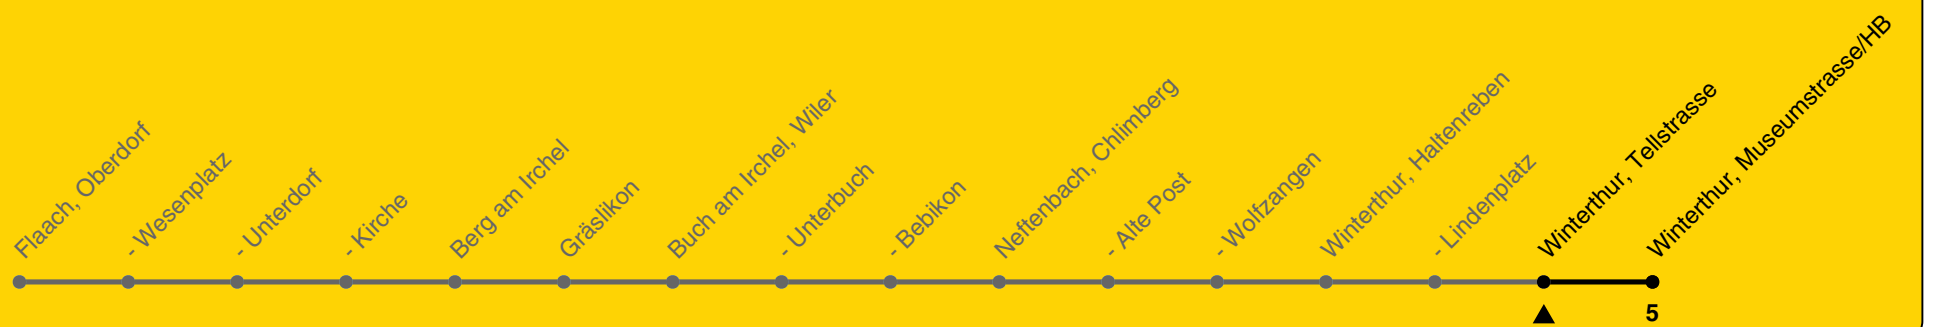 Flaach, Oberdorf
- Wesenplatz
- Unterdorf
- Kirche
Berg am Irchel
Gräslikon
Buch am Irchel, Wiler
- Unterbuch
- Bebikon
Neftenbach, Chlimberg
- Alte Post
- Wolfzangen
Winterthur, Haltenreben
- Lindenplatz
Winterthur, Tellstrasse
Winterthur, Museumstrasse/HB
5